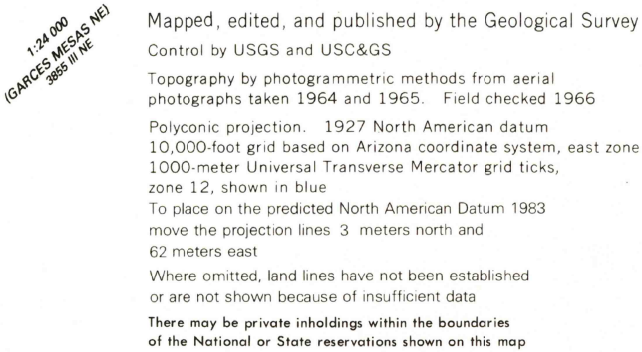 1:24 000
(GARCES MESAS NE)
3855 III NE
Mapped, edited, and published by the Geological Survey
Control by USGS and USC&GS
Topography by photogrammetric methods from aerial
photographs taken 1964 and 1965. Field checked 1966
Polyconic projection. 1927 North American datum
10,000-foot grid based on Arizona coordinate system, east zone
1000-meter Universal Transverse Mercator grid ticks,
zone 12, shown in blue
To place on the predicted North American Datum 1983
move the projection lines 3 meters north and
62 meters east
Where omitted, land lines have not been established
or are not shown because of insufficient data
There may be private inholdings within the boundaries
of the National or State reservations shown on this map